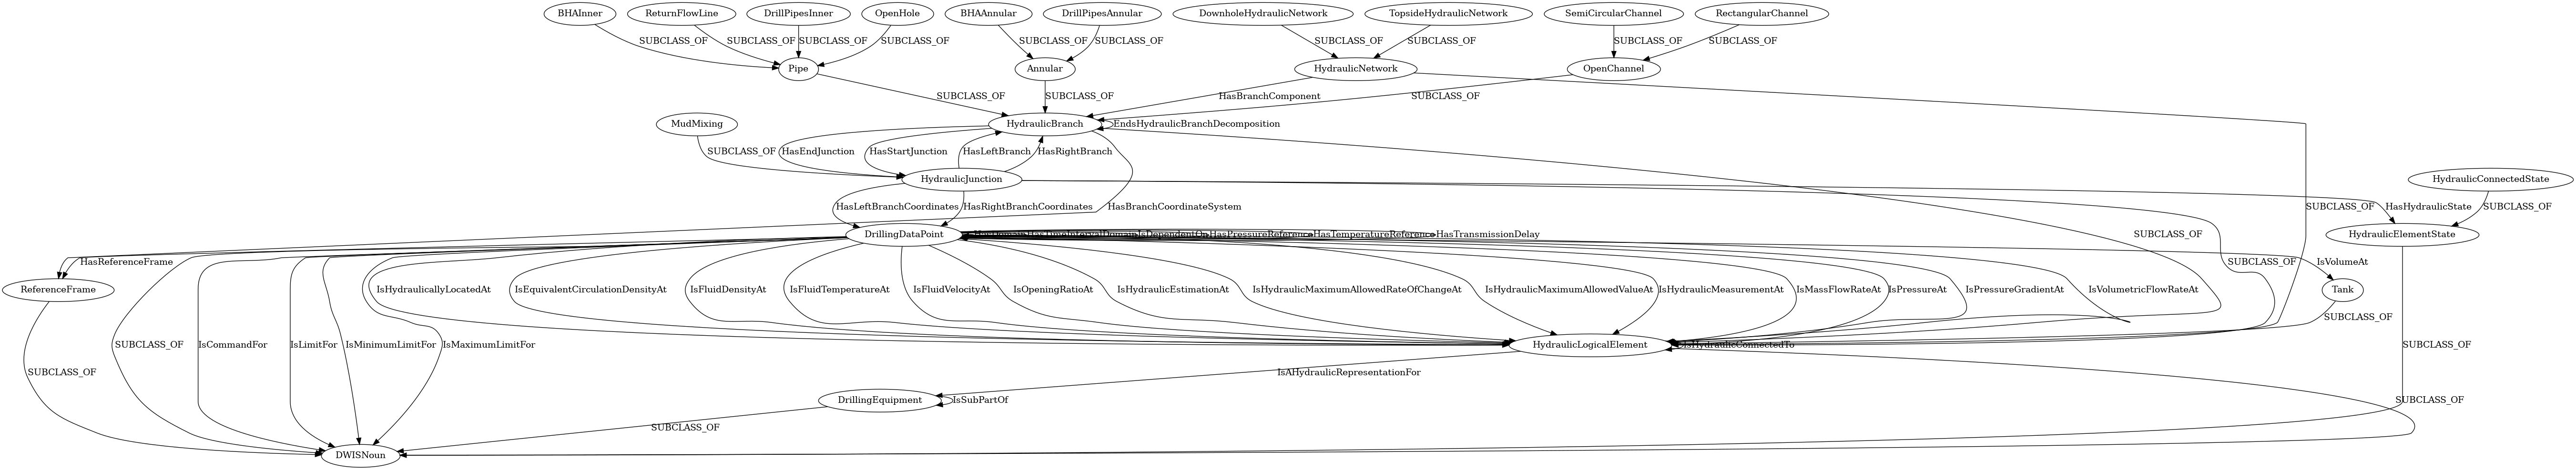 BHAInner
ReturnFlowLine
DrillPipesInner
OpenHole
BHAAnnular
DrillPipesAnnular
DownholeHydraulicNetwork
TopsideHydraulicNetwork
SemiCircularChannel
RectangularChannel
SUBCLASS_OF
SUBCLASS_OF
SUBCLASS_OF
SUBCLASS_OF
SUBCLASS_OF
SUBCLASS_OF
SUBCLASS_OF
SUBCLASS_OF
SUBCLASS_OF
SUBCLASS_OF
Pipe
Annular
HydraulicNetwork
OpenChannel
SUBCLASS_OF
SUBCLASS_OF
HasBranchComponent
SUBCLASS_OF
MudMixing
HydraulicBranch
EndsHydraulicBranchDecomposition
SUBCLASS_OF
HasEndJunction
HasStartJunction
HasLeftBranch
HasRightBranch
HydraulicJunction
HydraulicConnectedState
HasLeftBranchCoordinates
HasRightBranchCoordinates
HasBranchCoordinateSystem
SUBCLASS_OF
HasHydraulicState
SUBCLASS_OF
DrillingDataPoint
IsDependentOn
HasPressureReference
HasTemperatureReference
HasTransmissionDelay
SUBCLASS_OF
HydraulicElementState
HasReferenceFrame
SUBCLASS_OF
IsVolumeAt
ReferenceFrame
IsHydraulicallyLocatedAt
IsEquivalentCirculationDensityAt
IsFluidDensityAt
IsFluidTemperatureAt
IsFluidVelocityAt
IsOpeningRatioAt
IsHydraulicEstimationAt
IsHydraulicMaximumAllowedRateOfChangeAt
IsHydraulicMaximumAllowedValueAt
IsHydraulicMeasurementAt
IsMassFlowRateAt
IsPressureAt
IsPressureGradientAt
IsVolumetricFlowRateAt
Tank
SUBCLASS_OF
SUBCLASS_OF
IsCommandFor
IsLimitFor
IsMinimumLimitFor
IsMaximumLimitFor
HydraulicLogicalElement
IsHydraulicConnectedTo
SUBCLASS_OF
SUBCLASS_OF
IsAHydraulicRepresentationFor
DrillingEquipment
IsSubPartOf
SUBCLASS_OF
SUBCLASS_OF
DWISNoun